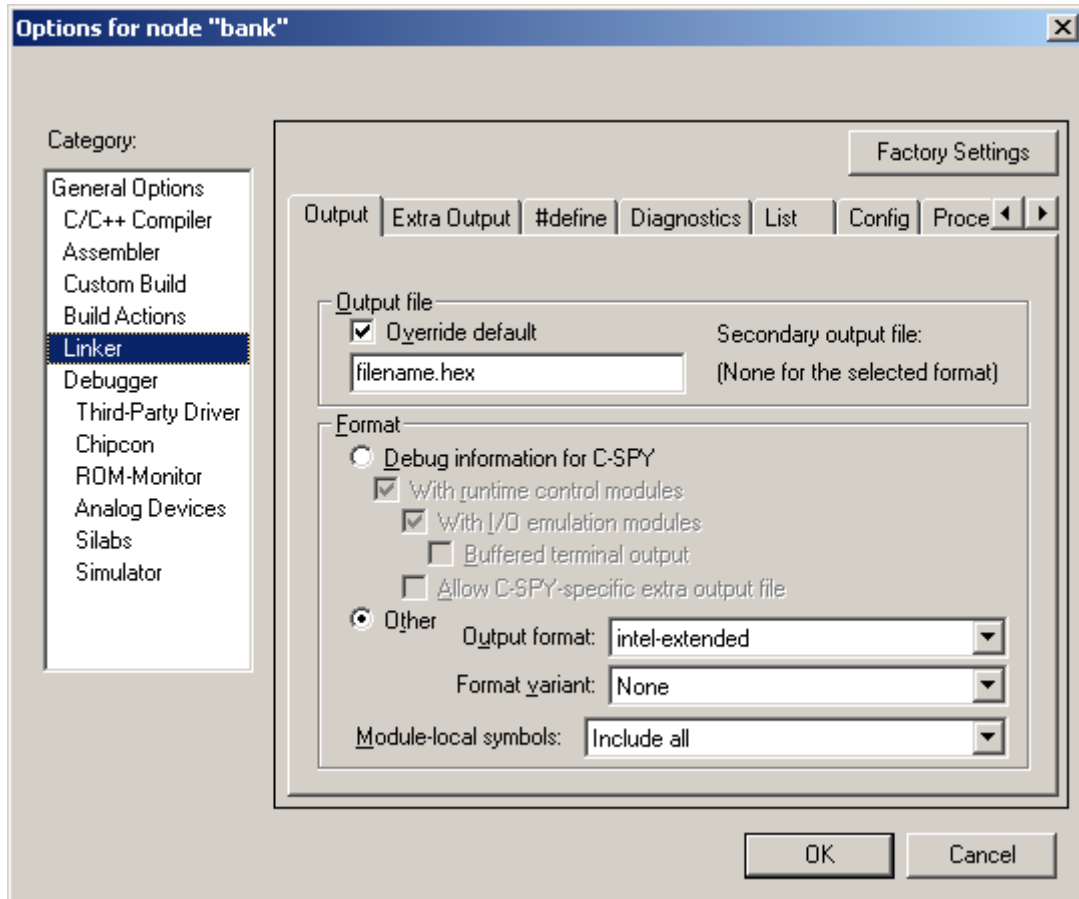 Options for node "bank"
Category:
General Options
C/C++ Compiler
Assembler
Custom Build
Build Actions
Linker
Debugger
Third-Party Driver
Chipcon
ROM-Monitor
Analog Devices
Silabs
Simulator
Factory Settings
Output Extra Output #define Diagnostics List Config Proce
Output file
Override default
filename.hex
Secondary output file:
(None for the selected format)
Format
Debug information for C-SPY
With runtime control modules
With I/O emulation modules
Buffered terminal output
Allow C-SPY-specific extra output file
Other
Output format: intel-extended
Format variant: None
Module-local symbols: Include all
OK Cancel